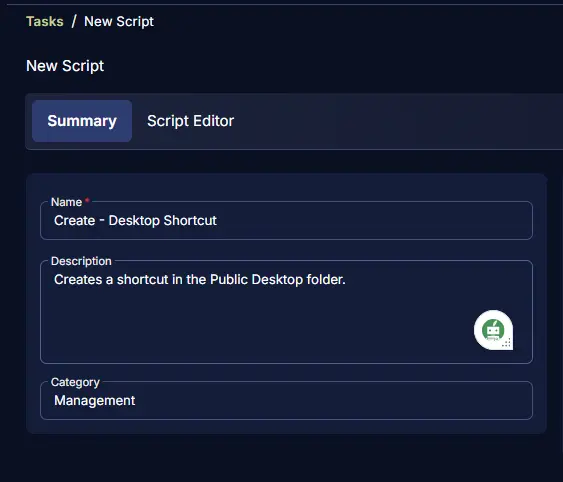 Tasks / New Script
New Script
Summary Script Editor
Name *
Create - Desktop Shortcut
Description
Creates a shortcut in the Public Desktop folder.
Category
Management